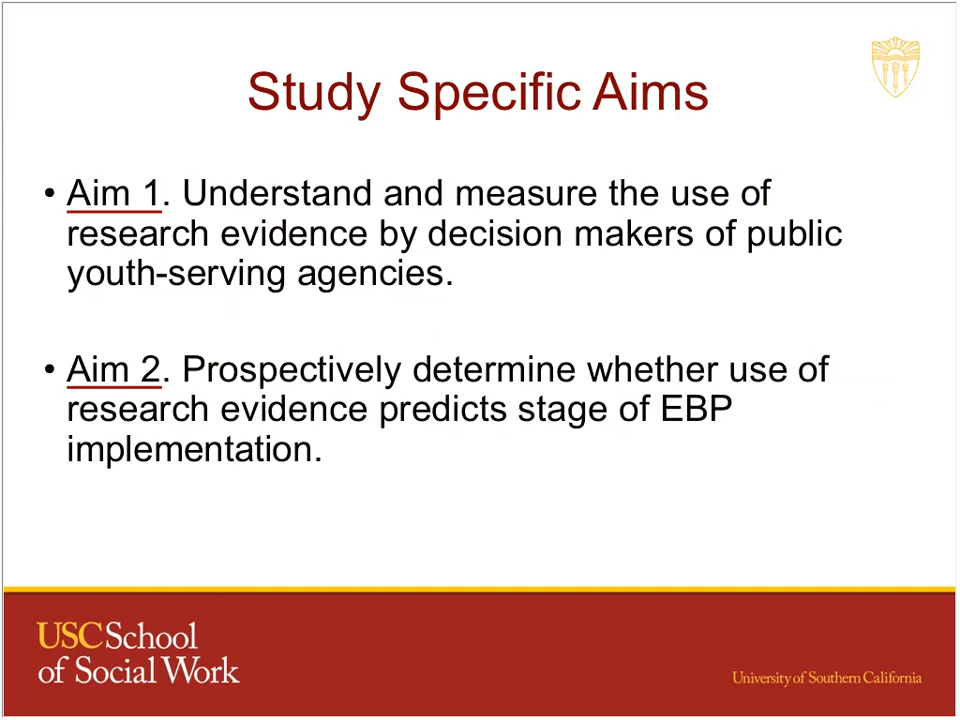 Study Specific Aims
• Aim 1. Understand and measure the use of
research evidence by decision makers of public
youth-serving agencies.
• Aim 2. Prospectively determine whether use of
research evidence predicts stage of EBP
implementation.
USC School
of Social Work
University of Southern California